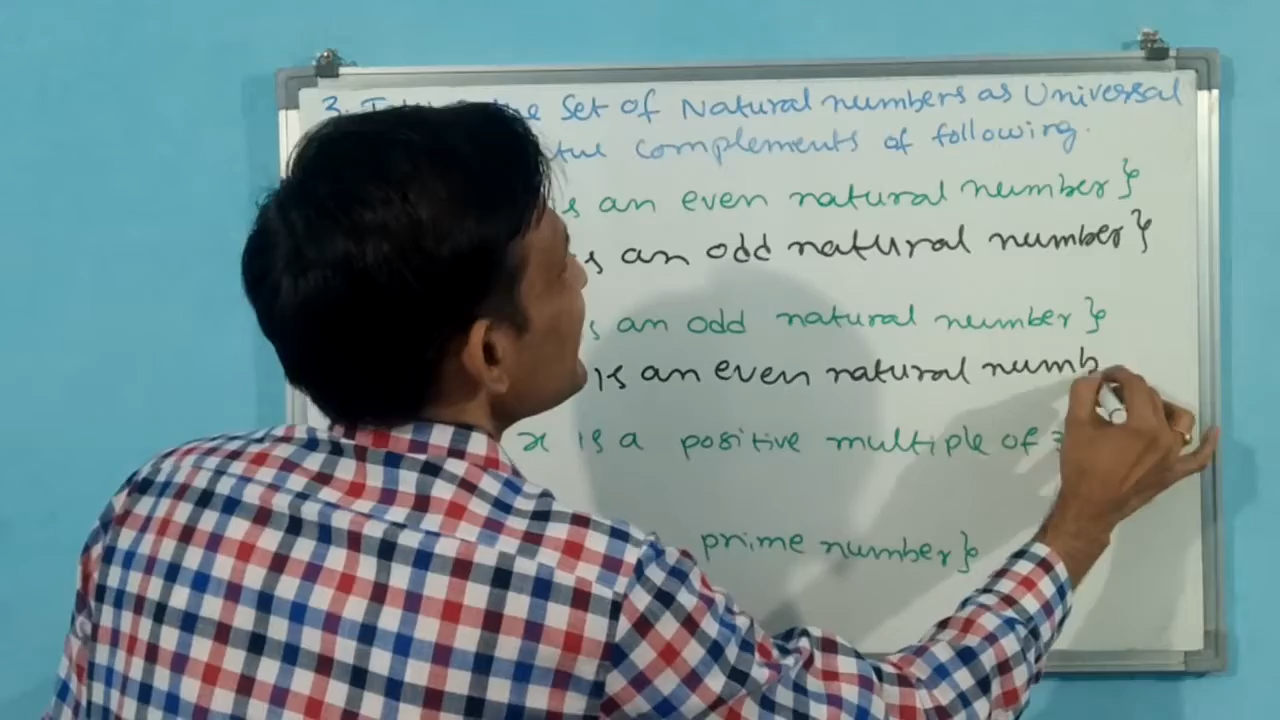 3. the Set of Natural numbers as Universal
complements of following.
an even natural number}
an odd natural number}
an odd natural number}
is an even natural numb
x is a positive multiple of
prime number}